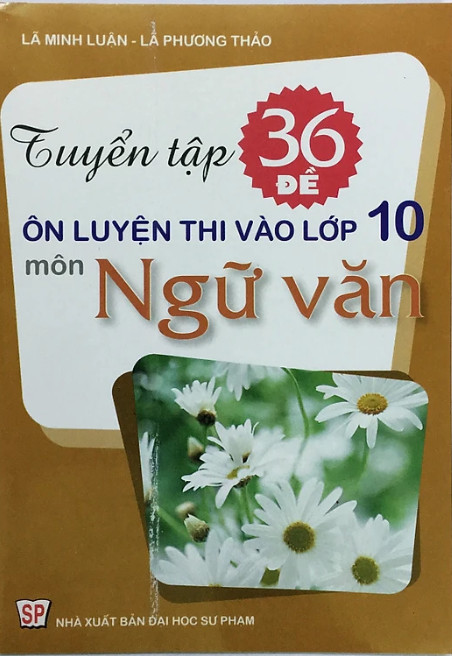 LÃ MINH LUẬN - LÃ PHƯƠNG THẢO
Tuyển tập 36 ĐỀ
ÔN LUYỆN THI VÀO LỚP 10
môn Ngữ văn
SP
NHÀ XUẤT BẢN ĐẠI HỌC SƯ PHẠM